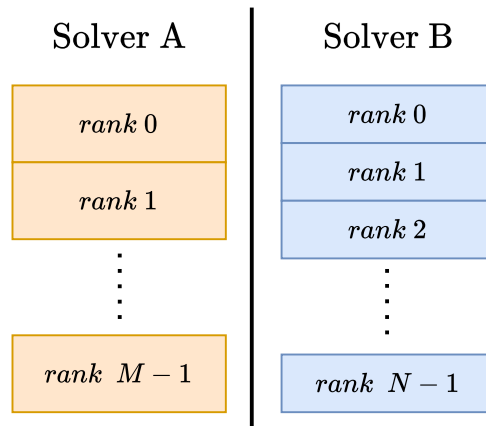 Solver A
rank 0
rank 1
rank M − 1
Solver B
rank 0
rank 1
rank 2
rank N − 1